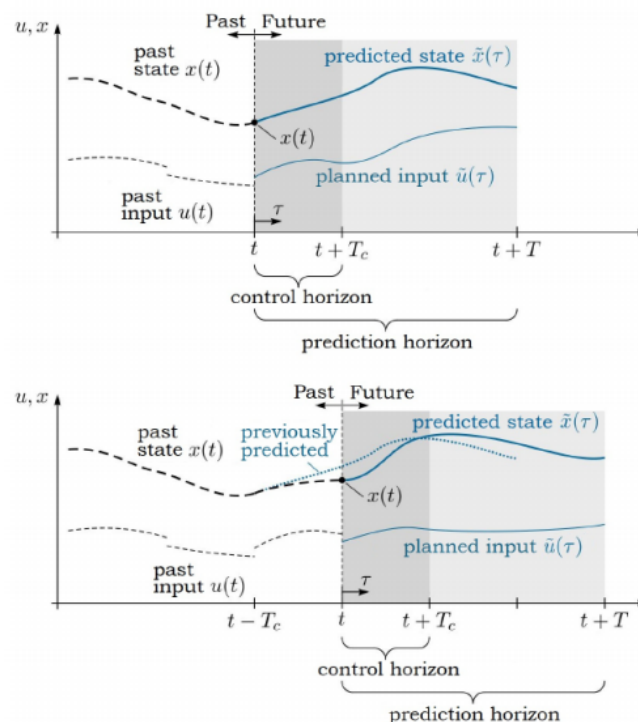 u, x
Past Future
past
state x(t)
predicted state x̃(τ)
x(t)
planned input ũ(τ)
past
input u(t)
τ
t
t + T_c
t + T
control horizon
prediction horizon
u, x
Past Future
past
state x(t)
previously
predicted
predicted state x̃(τ)
x(t)
planned input ũ(τ)
past
input u(t)
τ
t − T_c
t
t + T_c
t + T
control horizon
prediction horizon